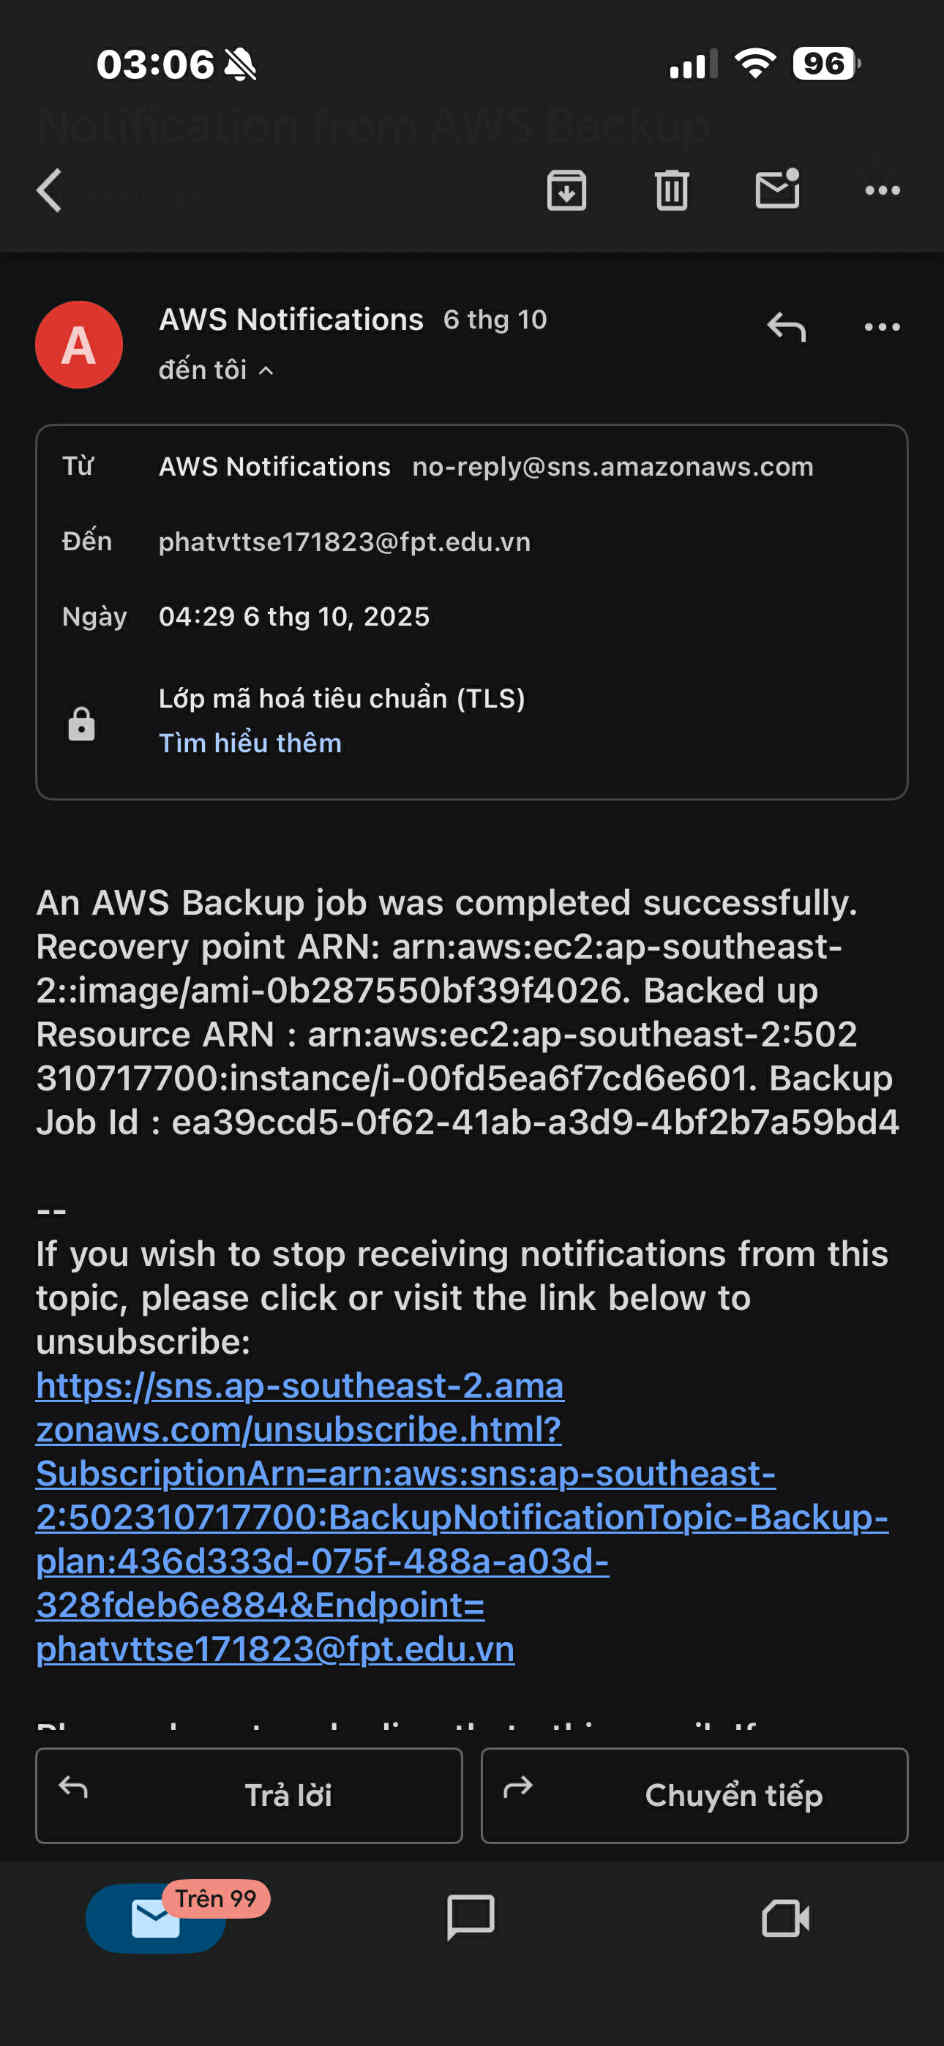 03:06
96
Notification from AWS Backup
AWS Notifications 6 thg 10
A
đến tôi
Từ AWS Notifications no-reply@sns.amazonaws.com
Đến phatvttse171823@fpt.edu.vn
Ngày 04:29 6 thg 10, 2025
Lớp mã hoá tiêu chuẩn (TLS)
Tìm hiểu thêm
An AWS Backup job was completed successfully.
Recovery point ARN: arn:aws:ec2:ap-southeast-
2::image/ami-0b287550bf39f4026. Backed up
Resource ARN : arn:aws:ec2:ap-southeast-2:502
310717700:instance/i-00fd5ea6f7cd6e601. Backup
Job Id : ea39ccd5-0f62-41ab-a3d9-4bf2b7a59bd4
--
If you wish to stop receiving notifications from this
topic, please click or visit the link below to
unsubscribe:
https://sns.ap-southeast-2.ama
zonaws.com/unsubscribe.html?
SubscriptionArn=arn:aws:sns:ap-southeast-
2:502310717700:BackupNotificationTopic-Backup-
plan:436d333d-075f-488a-a03d-
328fdeb6e884&Endpoint=
phatvttse171823@fpt.edu.vn
Trả lời
Chuyển tiếp
Trên 99